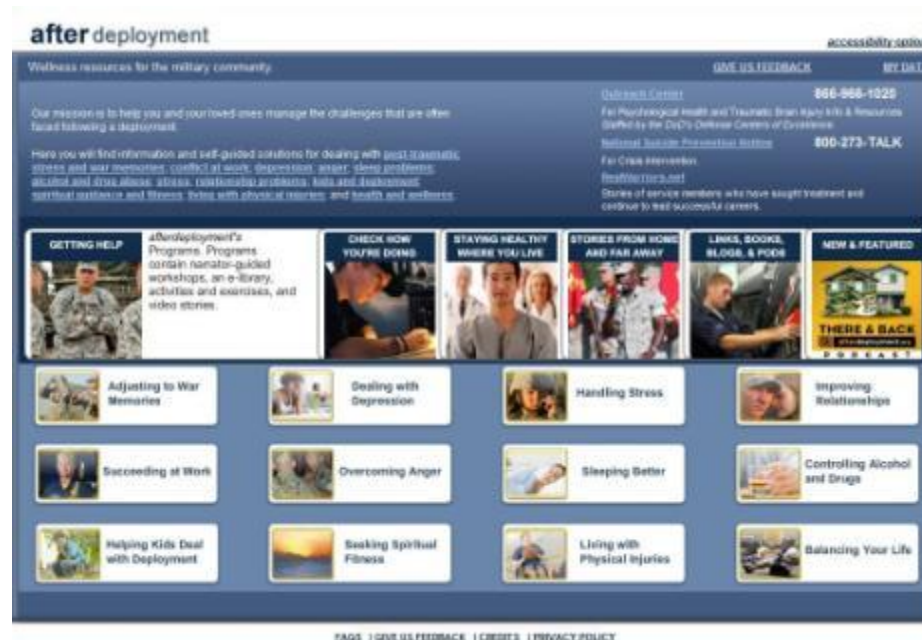 after deployment
accessibility optio
Wellness resources for the military community.
GIVE US FEEDBACK
MY DAT
Our mission is to help you and your loved ones manage the challenges that are often
faced following a deployment.
Here you will find information and self-guided solutions for dealing with post-traumatic
stress and war memories, conflict at work, depression, anger, sleep problems,
alcohol and drug abuse, stress, relationship problems, kids and deployment,
spiritual guidance and fitness, living with physical injuries, and health and wellness.
Outreach Center 866-966-1020
For Psychological Health and Traumatic Brain Injury Info & Resources
Staffed by the DoD's Defense Centers of Excellence
National Suicide Prevention Hotline 800-273-TALK
For Crisis Intervention
RealWarriors.net
Stories of service members who have sought treatment and
continue to lead successful careers.
GETTING HELP
afterdeployment's
Programs. Programs
contain narrator-guided
workshops, an e-library,
activities and exercises, and
video stories.
CHECK HOW
YOU'RE DOING
STAYING HEALTHY
WHERE YOU LIVE
STORIES FROM HOME
AND FAR AWAY
LINKS, BOOKS,
BLOGS, & PODS
NEW & FEATURED
THERE & BACK
afterdeployment.org
PODCAST
Adjusting to War
Memories
Dealing with
Depression
Handling Stress
Improving
Relationships
Succeeding at Work
Overcoming Anger
Sleeping Better
Controlling Alcohol
and Drugs
Helping Kids Deal
with Deployment
Seeking Spiritual
Fitness
Living with
Physical Injuries
Balancing Your Life
FAQS | GIVE US FEEDBACK | CREDITS | PRIVACY POLICY